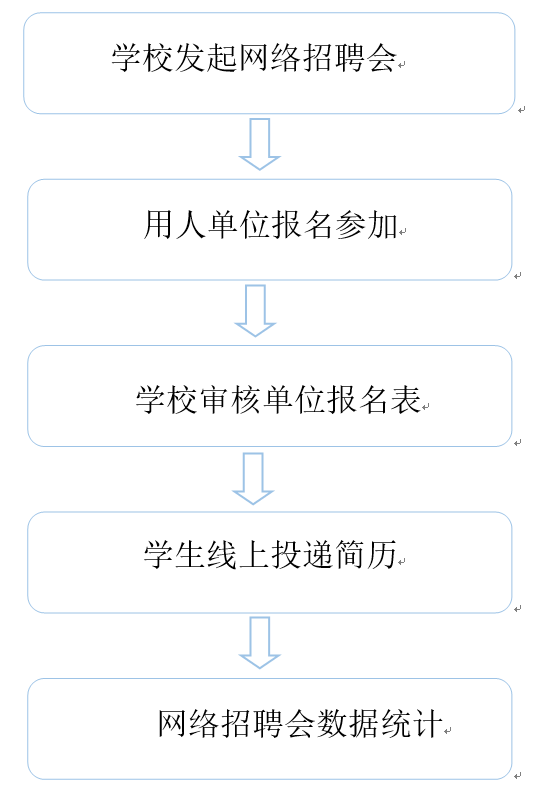 学校发起网络招聘会
用人单位报名参加
学校审核单位报名表
学生线上投递简历
网络招聘会数据统计